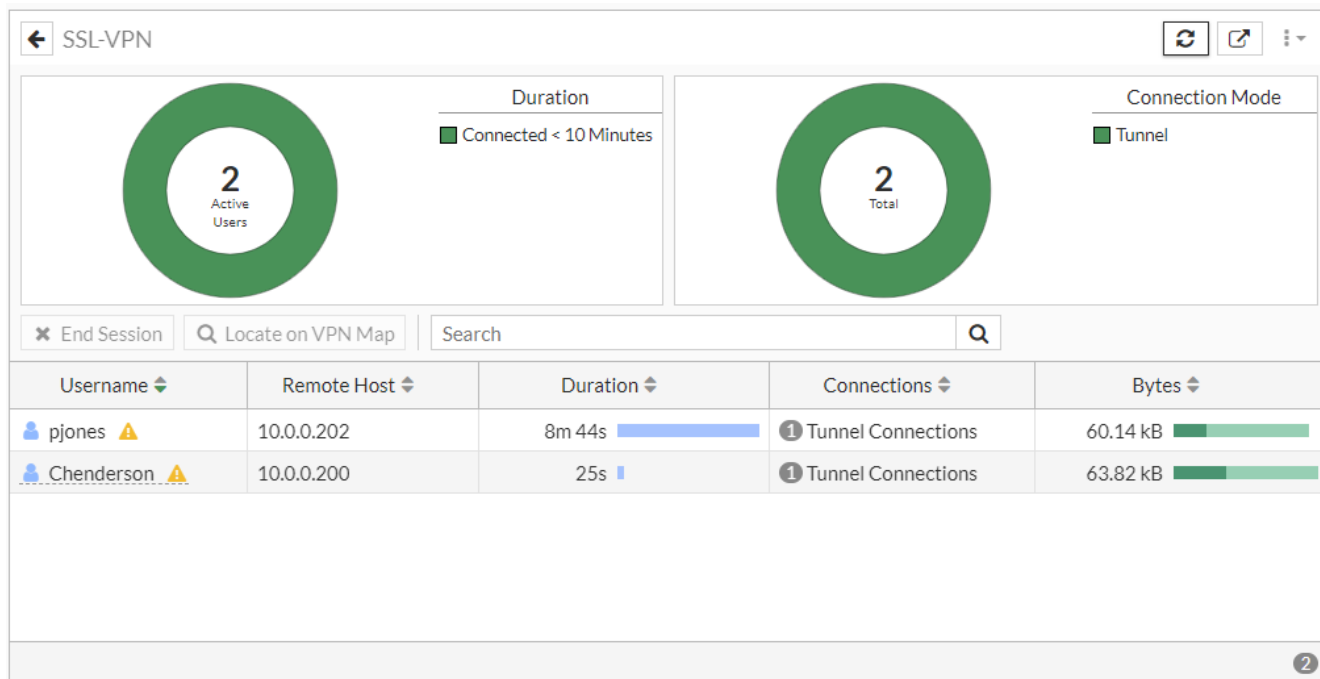 SSL-VPN
2
Active
Users
Duration
Connected < 10 Minutes
2
Total
Connection Mode
Tunnel
End Session
Locate on VPN Map
Search
Username Remote Host Duration Connections Bytes
pjones 10.0.0.202 8m 44s 1 Tunnel Connections 60.14 kB
Chenderson 10.0.0.200 25s 1 Tunnel Connections 63.82 kB
2